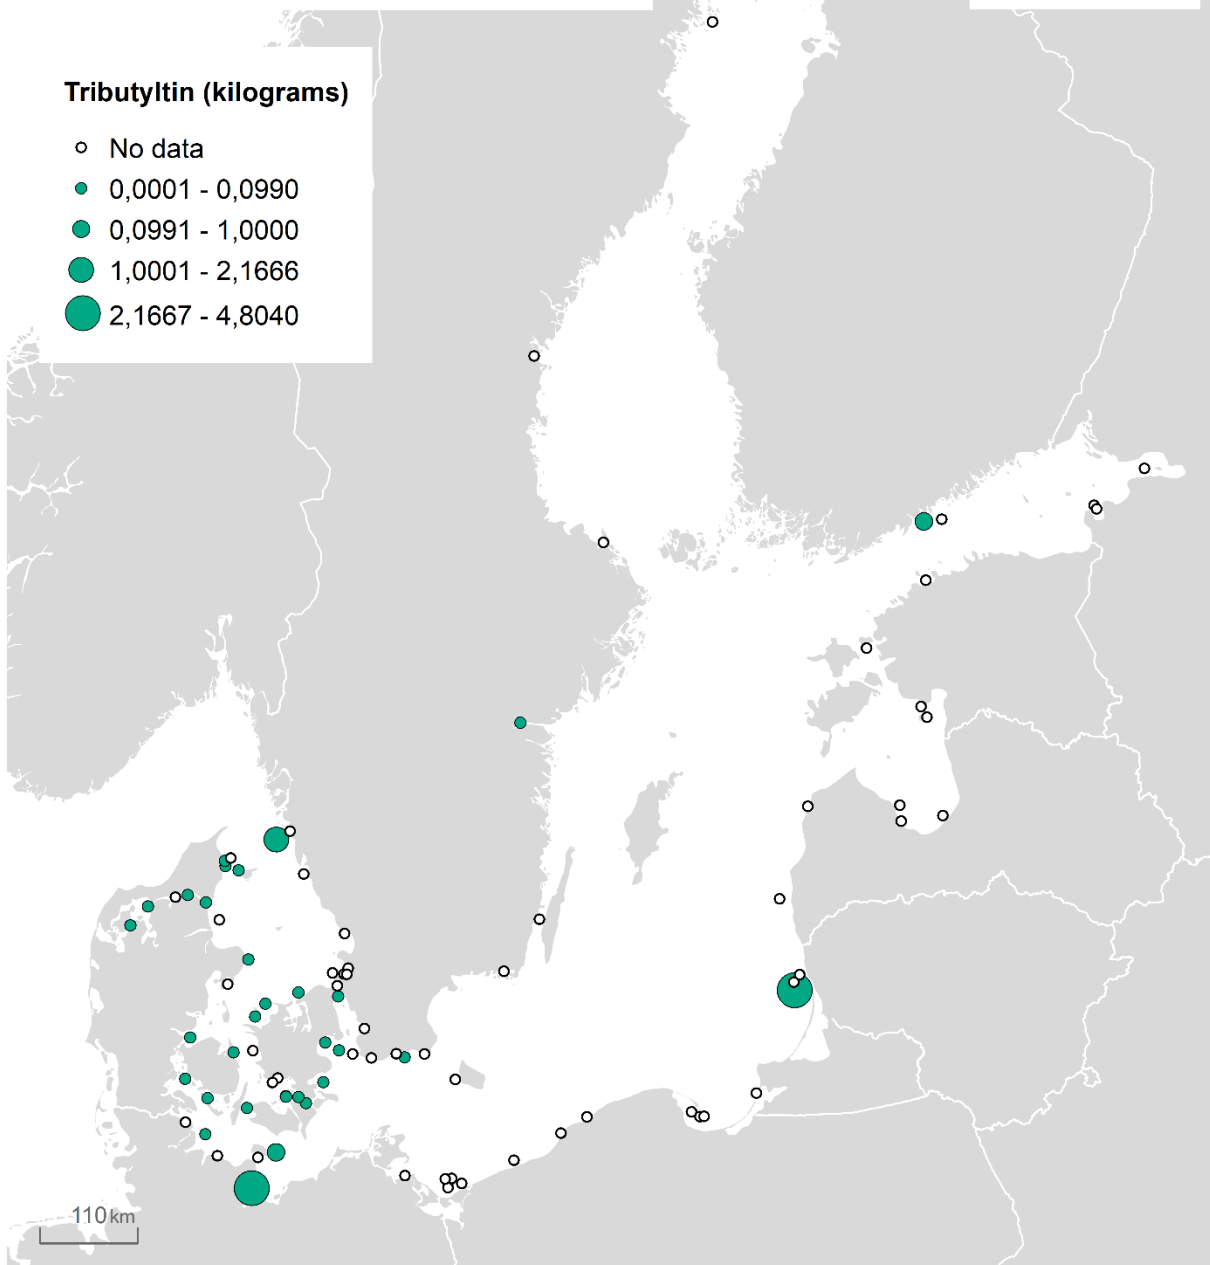 Tributyltin (kilograms)
No data
0,0001 - 0,0990
0,0991 - 1,0000
1,0001 - 2,1666
2,1667 - 4,8040
110 km